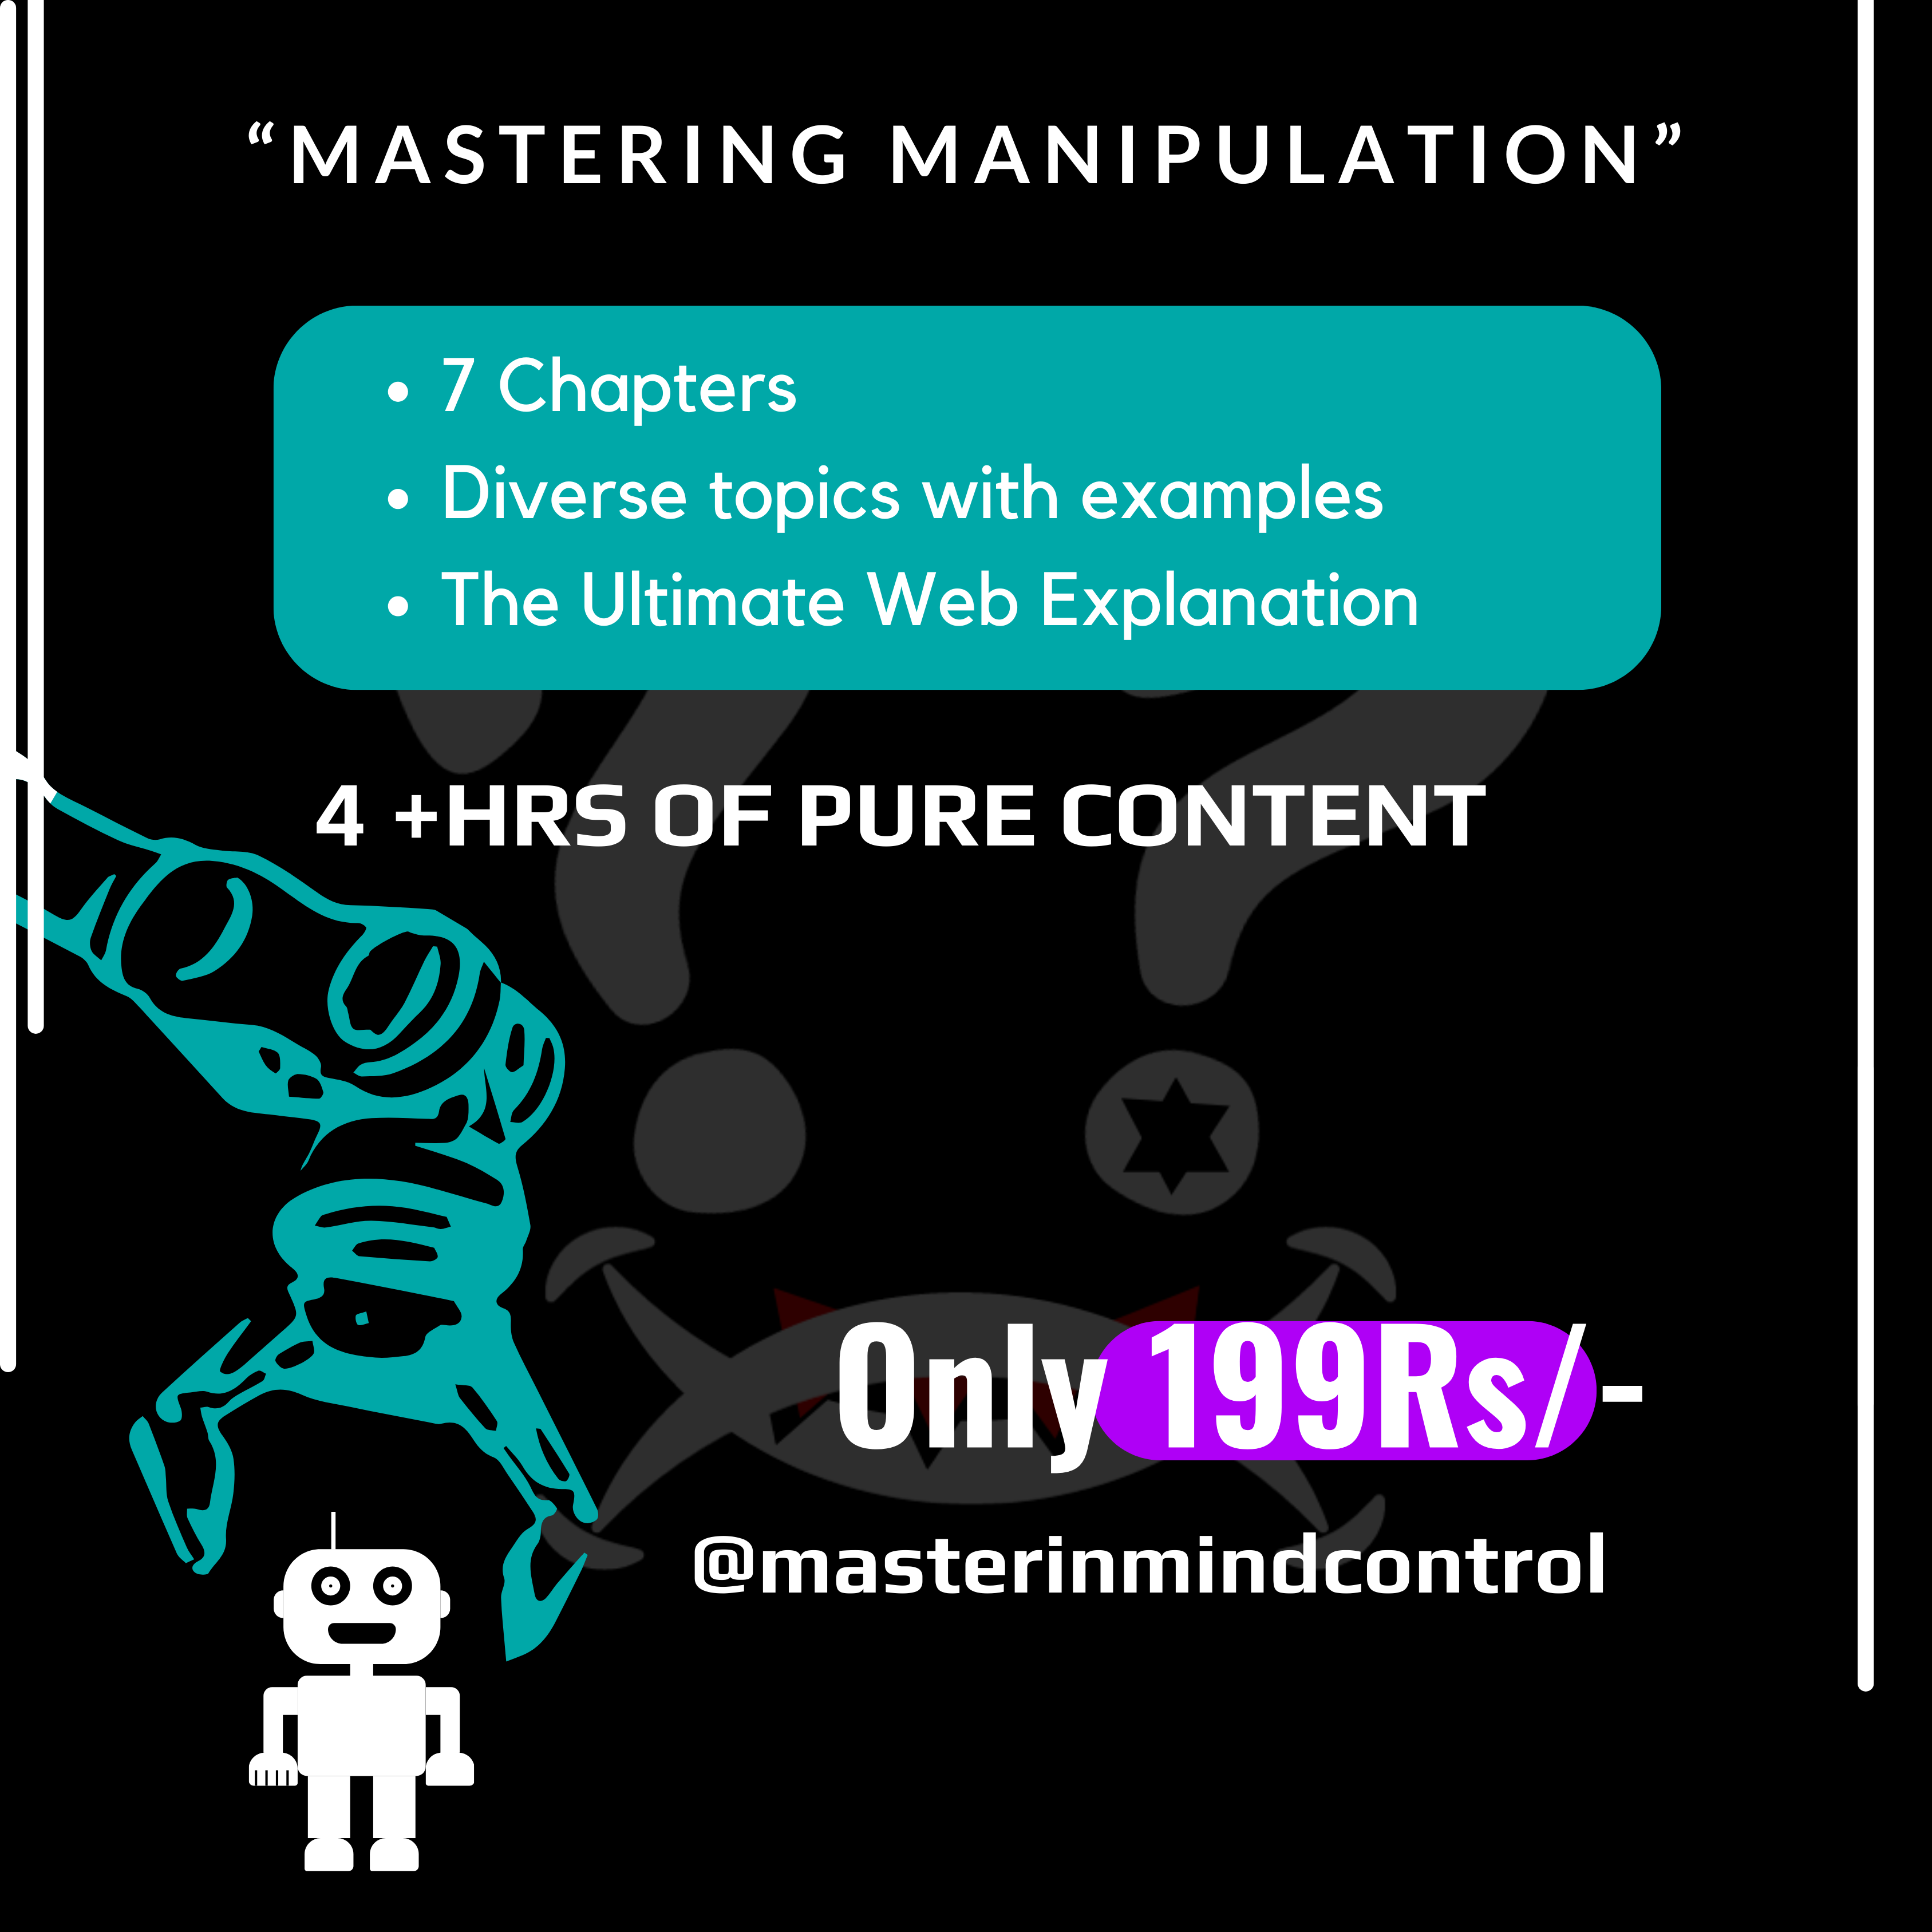 “MASTERING MANIPULATION”
• 7 Chapters
• Diverse topics with examples
• The Ultimate Web Explanation
4 +HRS OF PURE CONTENT
Only 199Rs/-
@masterinmindcontrol